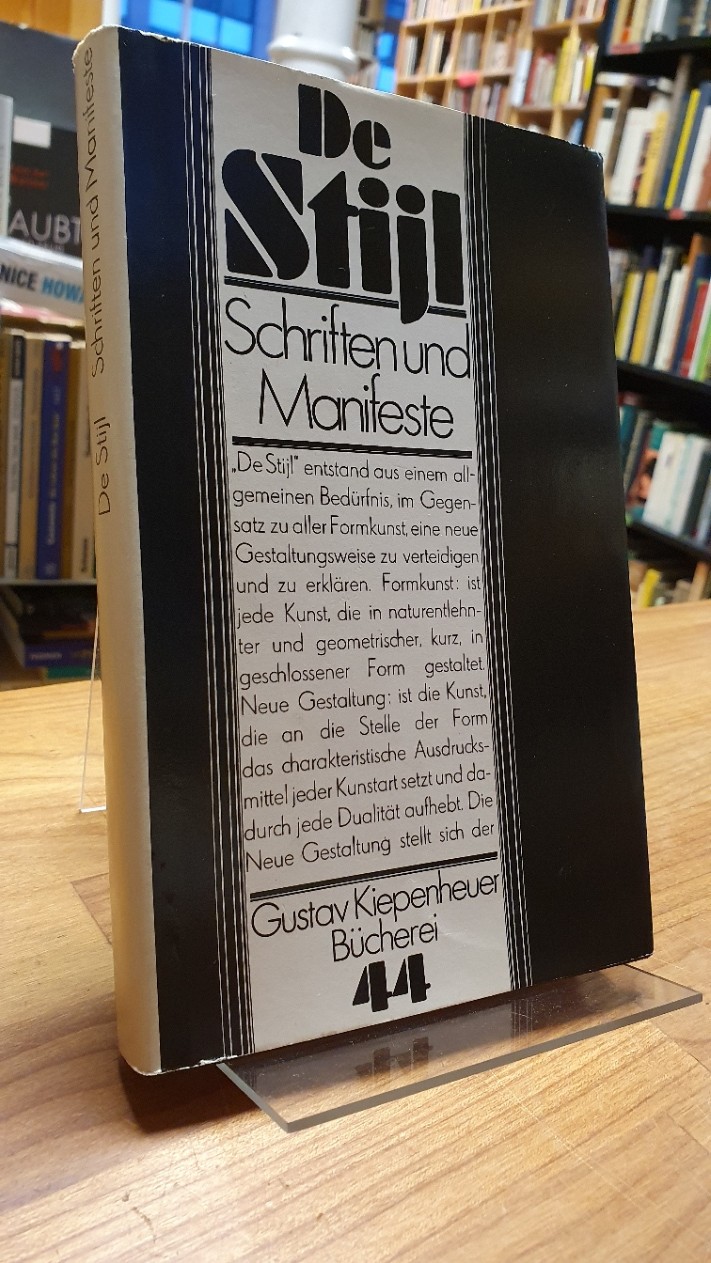 De
Stijl
Schriften und
Manifeste
„De Stijl" entstand aus einem all-
gemeinen Bedürfnis, im Gegen-
satz zu aller Formkunst, eine neue
Gestaltungsweise zu verteidigen
und zu erklären. Formkunst: ist
jede Kunst, die in naturentlehn-
ter und geometrischer, kurz, in
geschlossener Form gestaltet.
Neue Gestaltung: ist die Kunst,
die an die Stelle der Form
das charakteristische Ausdrucks-
mittel jeder Kunstart setzt und da-
durch jede Dualität aufhebt. Die
Neue Gestaltung stellt sich der
Gustav Kiepenheuer
Bücherei
44
De Stijl Schriften und Manifeste
AUBT
NICE HOWA